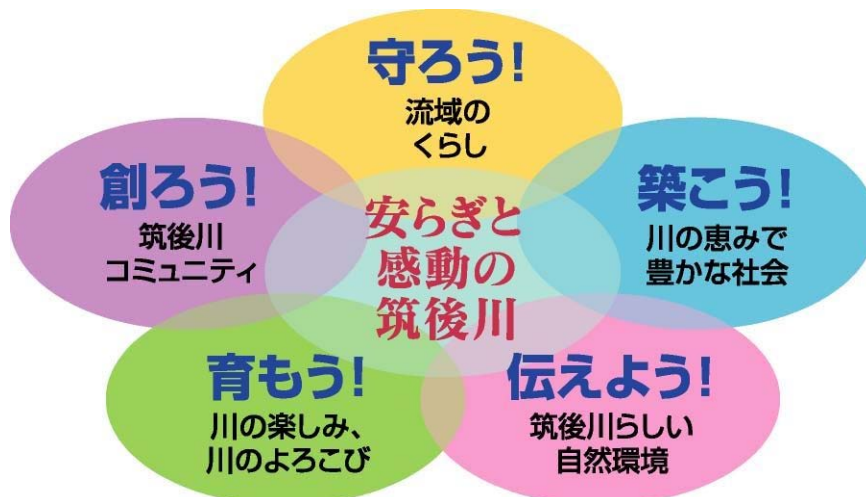 守ろう!
流域の
くらし
創ろう!
筑後川
コミュニティ
安らぎと
感動の
筑後川
築こう!
川の恵みで
豊かな社会
育もう!
川の楽しみ、
川のよろこび
伝えよう!
筑後川らしい
自然環境